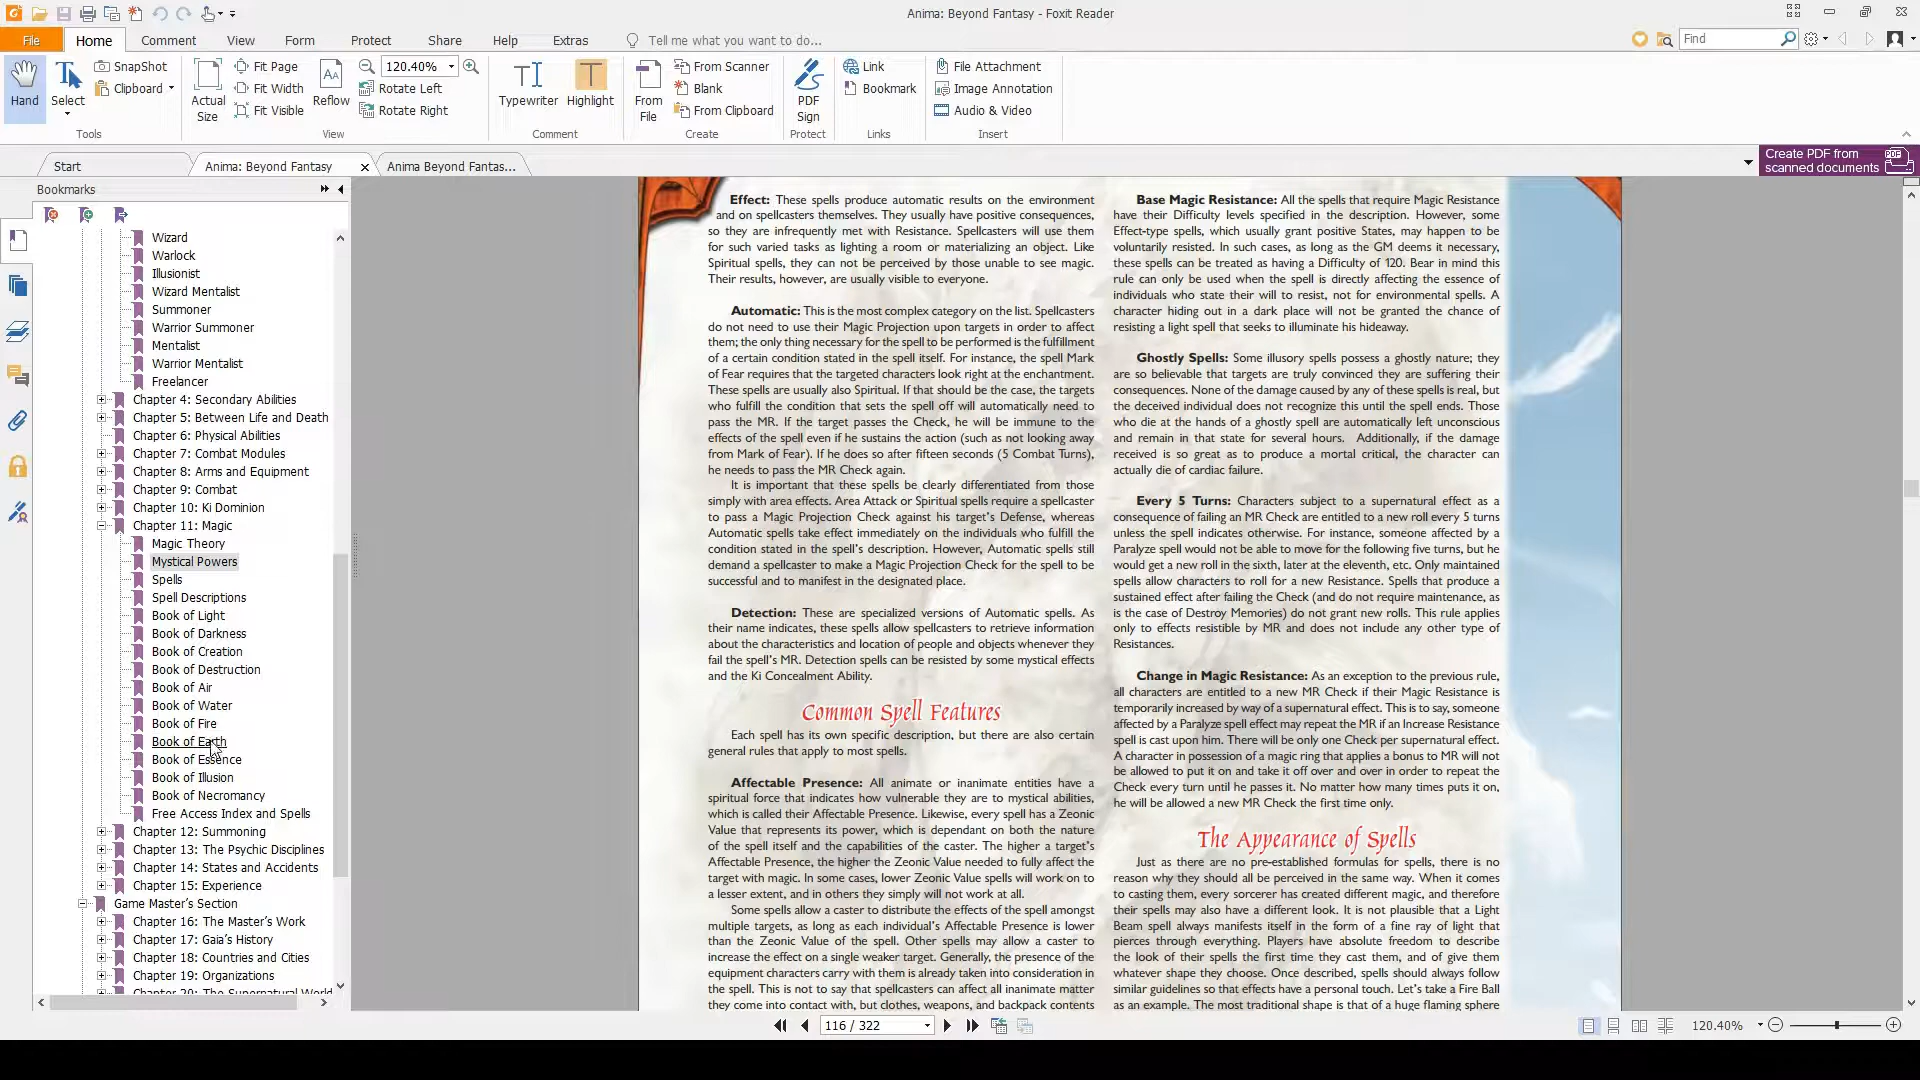 Anima: Beyond Fantasy - Foxit Reader
File
Home
Comment
View
Form
Protect
Share
Help
Extras
Tell me what you want to do...
Find
Hand
Select
SnapShot
Clipboard
Tools
Actual
Size
Fit Page
Fit Width
Fit Visible
Reflow
120.40%
Rotate Left
Rotate Right
View
Typewriter
Highlight
Comment
From
File
From Scanner
Blank
From Clipboard
Create
PDF
Sign
Protect
Link
Bookmark
Links
File Attachment
Image Annotation
Audio & Video
Insert
Start
Anima: Beyond Fantasy
Anima Beyond Fantas...
Create PDF from
scanned documents
Bookmarks
Wizard
Warlock
Illusionist
Wizard Mentalist
Summoner
Warrior Summoner
Mentalist
Warrior Mentalist
Freelancer
Chapter 4: Secondary Abilities
Chapter 5: Between Life and Death
Chapter 6: Physical Abilities
Chapter 7: Combat Modules
Chapter 8: Arms and Equipment
Chapter 9: Combat
Chapter 10: Ki Dominion
Chapter 11: Magic
Magic Theory
Mystical Powers
Spells
Spell Descriptions
Book of Light
Book of Darkness
Book of Creation
Book of Destruction
Book of Air
Book of Water
Book of Fire
Book of Earth
Book of Essence
Book of Illusion
Book of Necromancy
Free Access Index and Spells
Chapter 12: Summoning
Chapter 13: The Psychic Disciplines
Chapter 14: States and Accidents
Chapter 15: Experience
Game Master's Section
Chapter 16: The Master's Work
Chapter 17: Gaia's History
Chapter 18: Countries and Cities
Chapter 19: Organizations
Chapter 20: The Supernatural World
Effect: These spells produce automatic results on the environment
and on spellcasters themselves. They usually have positive consequences,
so they are infrequently met with Resistance. Spellcasters will use them
for such varied tasks as lighting a room or materializing an object. Like
Spiritual spells, they can not be perceived by those unable to see magic.
Their results, however, are usually visible to everyone.
Automatic: This is the most complex category on the list. Spellcasters
do not need to use their Magic Projection upon targets in order to affect
them; the only thing necessary for the spell to be performed is the fulfillment
of a certain condition stated in the spell itself. For instance, the spell Mark
of Fear requires that the targeted characters look right at the enchantment.
These spells are usually also Spiritual. If that should be the case, the targets
who fulfill the condition that sets the spell off will automatically need to
pass the MR. If the target passes the Check, he will be immune to the
effects of the spell even if he sustains the action (such as not looking away
from Mark of Fear). If he does so after fifteen seconds (5 Combat Turns),
he needs to pass the MR Check again.
It is important that these spells be clearly differentiated from those
simply with area effects. Area Attack or Spiritual spells require a spellcaster
to pass a Magic Projection Check against his target's Defense, whereas
Automatic spells take effect immediately on the individuals who fulfill the
condition stated in the spell's description. However, Automatic spells still
demand a spellcaster to make a Magic Projection Check for the spell to be
successful and to manifest in the designated place.
Detection: These are specialized versions of Automatic spells. As
their name indicates, these spells allow spellcasters to retrieve information
about the characteristics and location of people and objects whenever they
fail the spell's MR. Detection spells can be resisted by some mystical effects
and the Ki Concealment Ability.
Common Spell Features
Each spell has its own specific description, but there are also certain
general rules that apply to most spells.
Affectable Presence: All animate or inanimate entities have a
spiritual force that indicates how vulnerable they are to mystical abilities,
which is called their Affectable Presence. Likewise, every spell has a Zeonic
Value that represents its power, which is dependant on both the nature
of the spell itself and the capabilities of the caster. The higher a target's
Affectable Presence, the higher the Zeonic Value needed to fully affect the
target with magic. In some cases, lower Zeonic Value spells will work on to
a lesser extent, and in others they simply will not work at all.
Some spells allow a caster to distribute the effects of the spell amongst
multiple targets, as long as each individual's Affectable Presence is lower
than the Zeonic Value of the spell. Other spells may allow a caster to
increase the effect on a single weaker target. Generally, the presence of the
equipment characters carry with them is already taken into consideration in
the spell. This is not to say that spellcasters can affect all inanimate matter
they come into contact with, but clothes, weapons, and backpack contents
Base Magic Resistance: All the spells that require Magic Resistance
have their Difficulty levels specified in the description. However, some
Effect-type spells, which usually grant positive States, may happen to be
voluntarily resisted. In such cases, as long as the GM deems it necessary,
these spells can be treated as having a Difficulty of 120. Bear in mind this
rule can only be used when the spell is directly affecting the essence of
individuals who state their will to resist, not for environmental spells. A
character hiding out in a dark place will not be granted the chance of
resisting a light spell that seeks to illuminate his hideaway.
Ghostly Spells: Some illusory spells possess a ghostly nature; they
are so believable that targets are truly convinced they are suffering their
consequences. None of the damage caused by any of these spells is real, but
the deceived individual does not recognize this until the spell ends. Those
who die at the hands of a ghostly spell are automatically left unconscious
and remain in that state for several hours. Additionally, if the damage
received is so great as to produce a mortal critical, the character can
actually die of cardiac failure.
Every 5 Turns: Characters subject to a supernatural effect as a
consequence of failing an MR Check are entitled to a new roll every 5 turns
unless the spell indicates otherwise. For instance, someone affected by a
Paralyze spell would not be able to move for the following five turns, but he
would get a new roll in the sixth, later at the eleventh, etc. Only maintained
spells allow characters to roll for a new Resistance. Spells that produce a
sustained effect after failing the Check (and do not require maintenance, as
is the case of Destroy Memories) do not grant new rolls. This rule applies
only to effects resistible by MR and does not include any other type of
Resistances.
Change in Magic Resistance: As an exception to the previous rule,
all characters are entitled to a new MR Check if their Magic Resistance is
temporarily increased by way of a supernatural effect. This is to say, someone
affected by a Paralyze spell effect may repeat the MR if an Increase Resistance
spell is cast upon him. There will be only one Check per supernatural effect.
A character in possession of a magic ring that applies a bonus to MR will not
be allowed to put it on and take it off over and over in order to repeat the
Check every turn until he passes it. No matter how many times puts it on,
he will be allowed a new MR Check the first time only.
The Appearance of Spells
Just as there are no pre-established formulas for spells, there is no
reason why they should all be perceived in the same way. When it comes
to casting them, every sorcerer has created different magic, and therefore
their spells may also have a different look. It is not plausible that a Light
Beam spell always manifests itself in the form of a fine ray of light that
pierces through everything. Players have absolute freedom to describe
the look of their spells the first time they cast them, and of give them
whatever shape they choose. Once described, spells should always follow
similar guidelines so that effects have a personal touch. Let's take a Fire Ball
as an example. The most traditional shape is that of a huge flaming sphere
116 / 322
120.40%